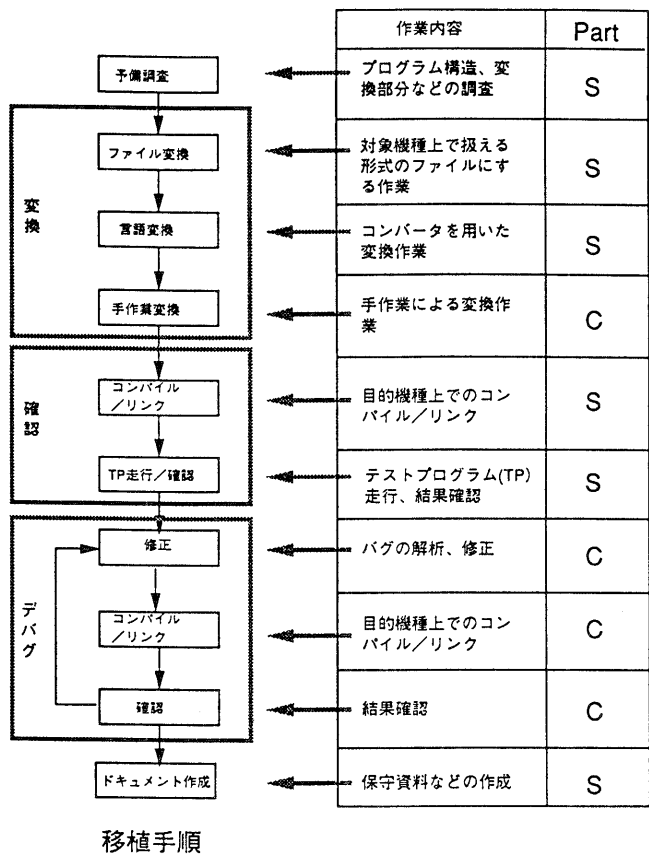 作業内容
Part
予備調査
プログラム構造、変
換部分などの調査
S
変換
ファイル変換
対象機種上で扱える
形式のファイルにす
る作業
S
言語変換
コンバータを用いた
変換作業
S
手作業変換
手作業による変換作
業
C
確認
コンパイル
／リンク
目的機種上でのコン
パイル／リンク
S
TP走行／確認
テストプログラム(TP)
走行、結果確認
S
デバグ
修正
バグの解析、修正
C
コンパイル
／リンク
目的機種上でのコン
パイル／リンク
C
確認
結果確認
C
ドキュメント作成
保守資料などの作成
S
移植手順